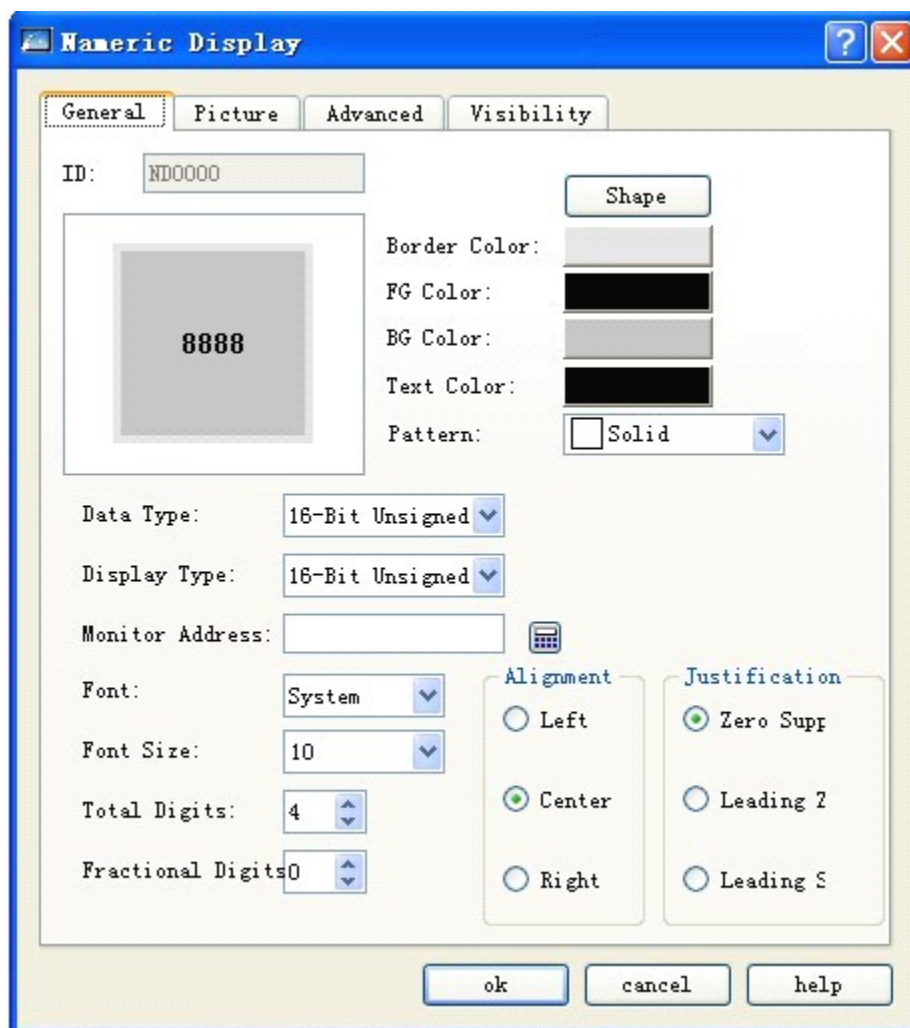 Nameric Display
General Picture Advanced Visibility
ID: ND0000
Shape
Border Color:
FG Color:
8888
BG Color:
Text Color:
Pattern: Solid
Data Type: 16-Bit Unsigned
Display Type: 16-Bit Unsigned
Monitor Address:
Font: System
Alignment Justification
Left Zero Supp
Font Size: 10
Center Leading Z
Total Digits: 4
Fractional Digits 0
Right Leading S
ok cancel help